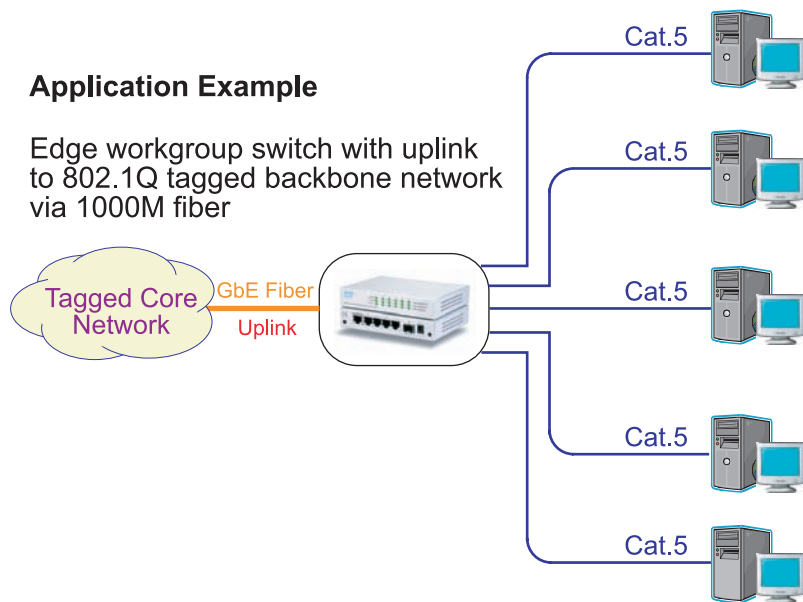 Cat.5
Application Example
Edge workgroup switch with uplink
to 802.1Q tagged backbone network
via 1000M fiber
Cat.5
Tagged Core
Network
GbE Fiber
Uplink
Cat.5
Cat.5
Cat.5